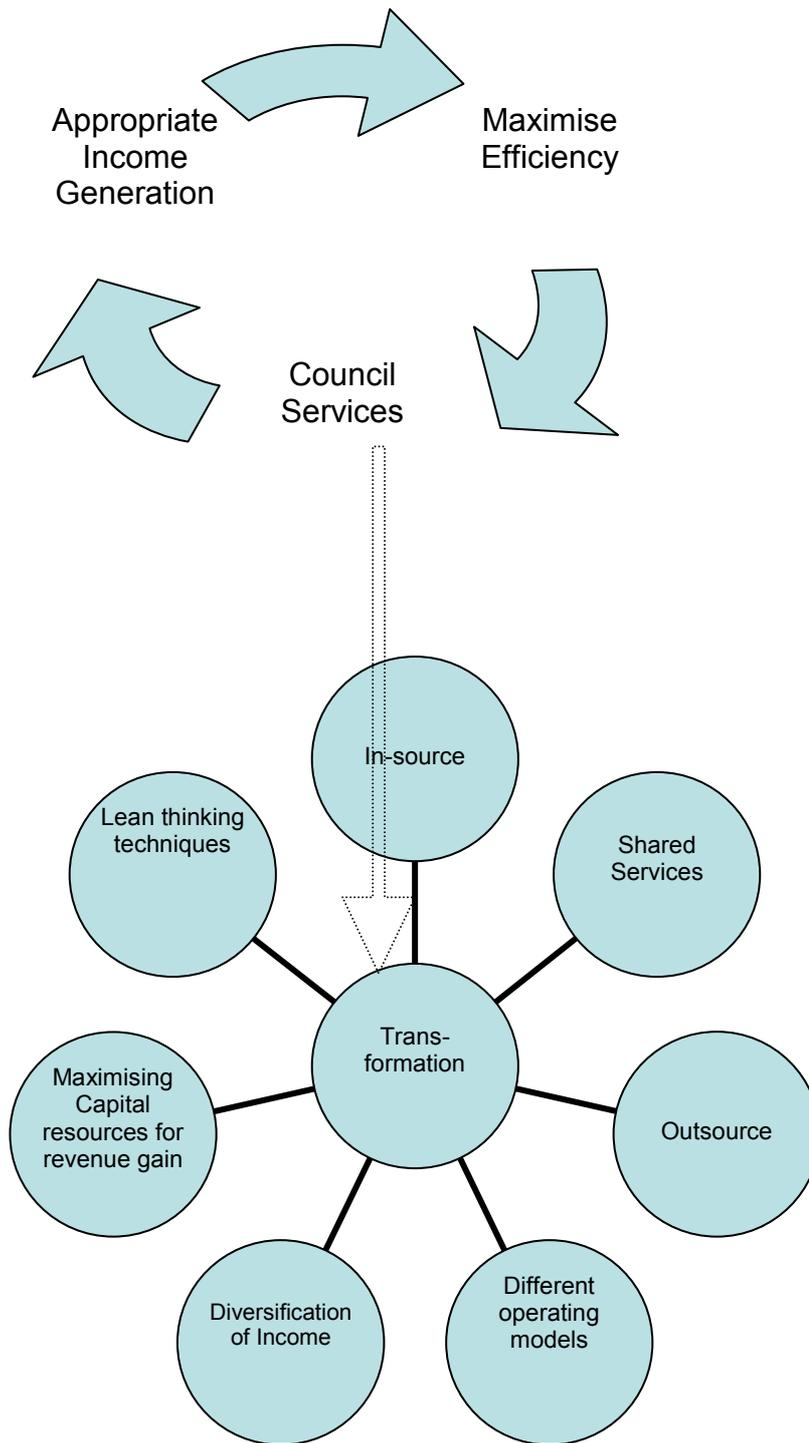 Appropriate
Income
Generation
Maximise
Efficiency
Council
Services
In-source
Lean thinking
techniques
Shared
Services
Trans-
formation
Maximising
Capital
resources for
revenue gain
Outsource
Diversification
of Income
Different
operating
models